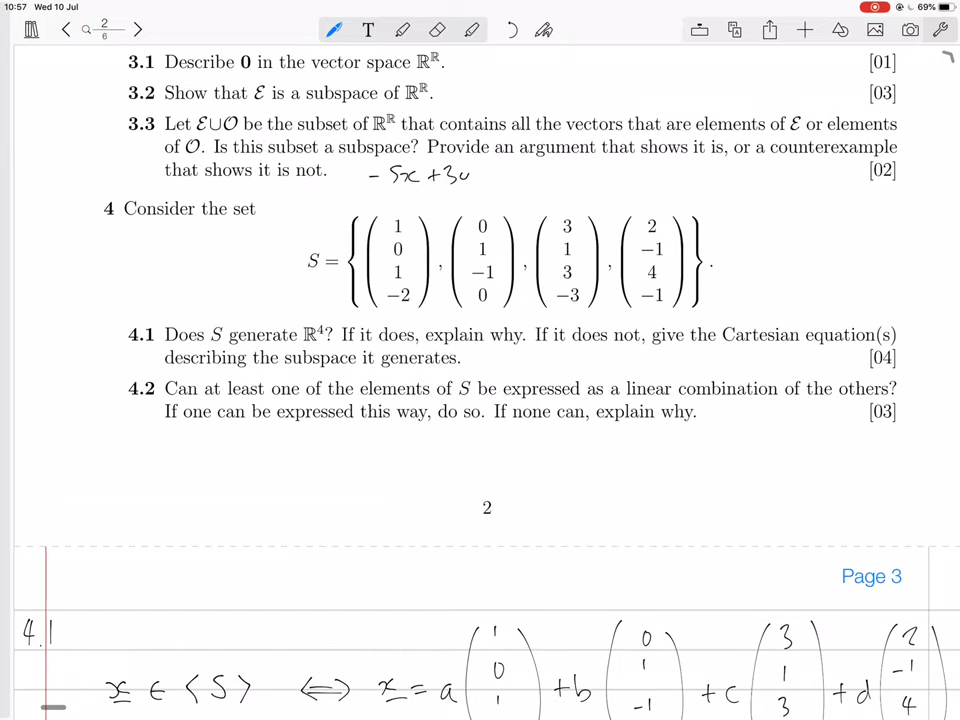 10:57 Wed 10 Jul 69%
2
6
3.1 Describe 0 in the vector space ℝ^ℝ. [01]
3.2 Show that ℰ is a subspace of ℝ^ℝ. [03]
3.3 Let ℰ∪𝒪 be the subset of ℝ^ℝ that contains all the vectors that are elements of ℰ or elements
of 𝒪. Is this subset a subspace? Provide an argument that shows it is, or a counterexample
that shows it is not. [02]
- 5x +3
4 Consider the set
S = { (1 0 1 −2), (0 1 −1 0), (3 1 3 −3), (2 −1 4 −1) }.
4.1 Does S generate ℝ⁴? If it does, explain why. If it does not, give the Cartesian equation(s)
describing the subspace it generates. [04]
4.2 Can at least one of the elements of S be expressed as a linear combination of the others?
If one can be expressed this way, do so. If none can, explain why. [03]
2
Page 3
4.1
x ∈ ⟨S⟩ ⟺ x = a (1 0 1 + b (0 1 -1 + c (3 1 3 + d (2 -1 4